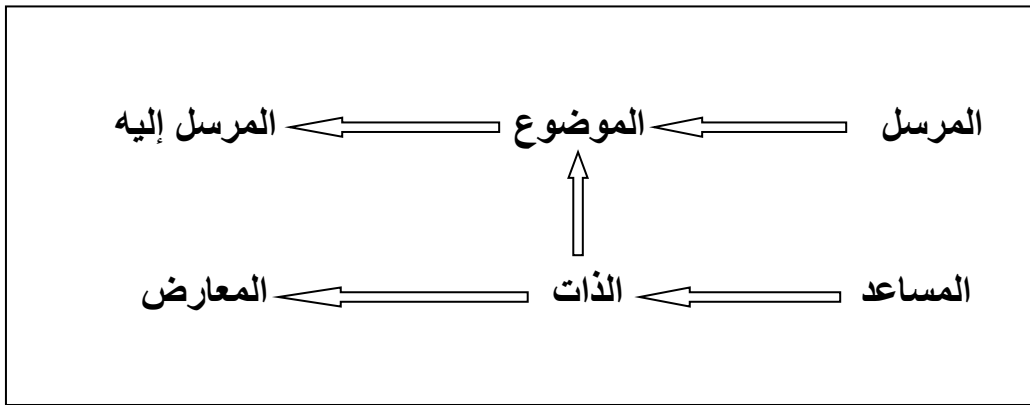 المرسل الموضوع المرسل إليه
المساعد الذات المعارض